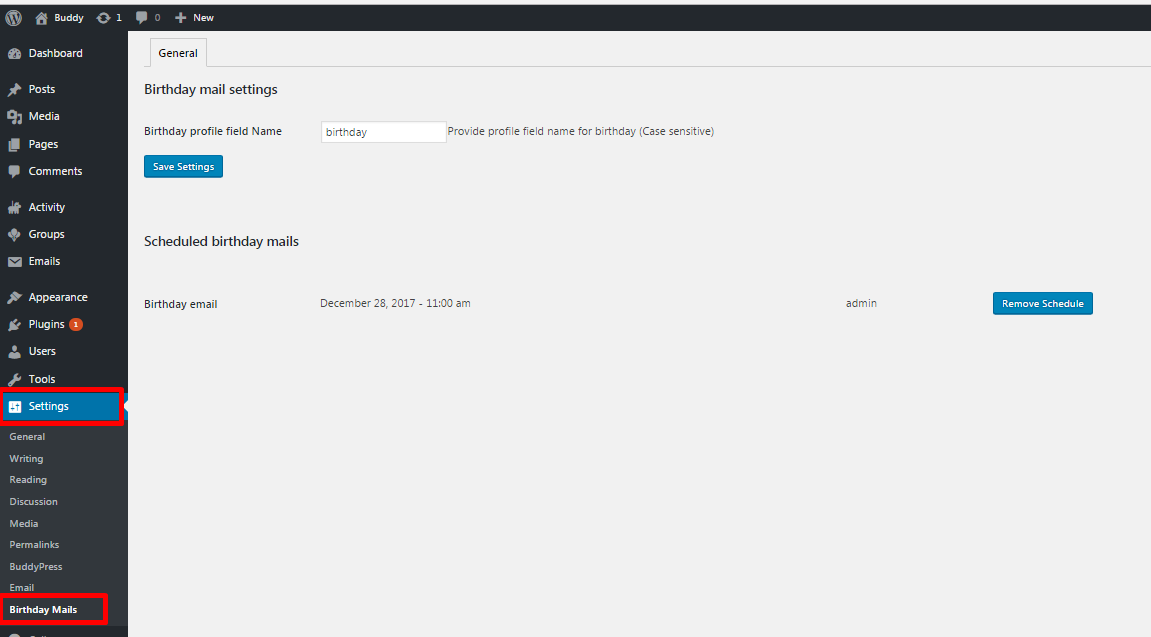 Buddy 1 0 New
Dashboard
Posts
Media
Pages
Comments
Activity
Groups
Emails
Appearance
Plugins 1
Users
Tools
Settings
General
Writing
Reading
Discussion
Media
Permalinks
BuddyPress
Email
Birthday Mails
General
Birthday mail settings
Birthday profile field Name birthday Provide profile field name for birthday (Case sensitive)
Save Settings
Scheduled birthday mails
Birthday email December 28, 2017 - 11:00 am admin Remove Schedule